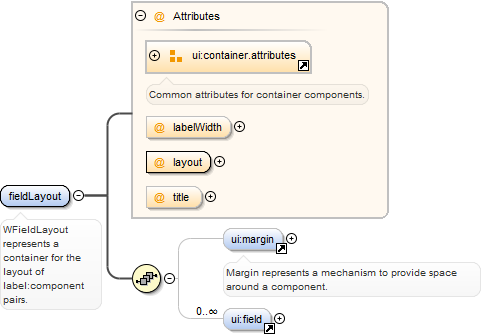 @ Attributes
ui:container.attributes
Common attributes for container components.
@ labelWidth
@ layout
@ title
fieldLayout
WFieldLayout
represents a
container for the
layout of
label:component
pairs.
ui:margin
Margin represents a mechanism to provide space
around a component.
0..∞
ui:field